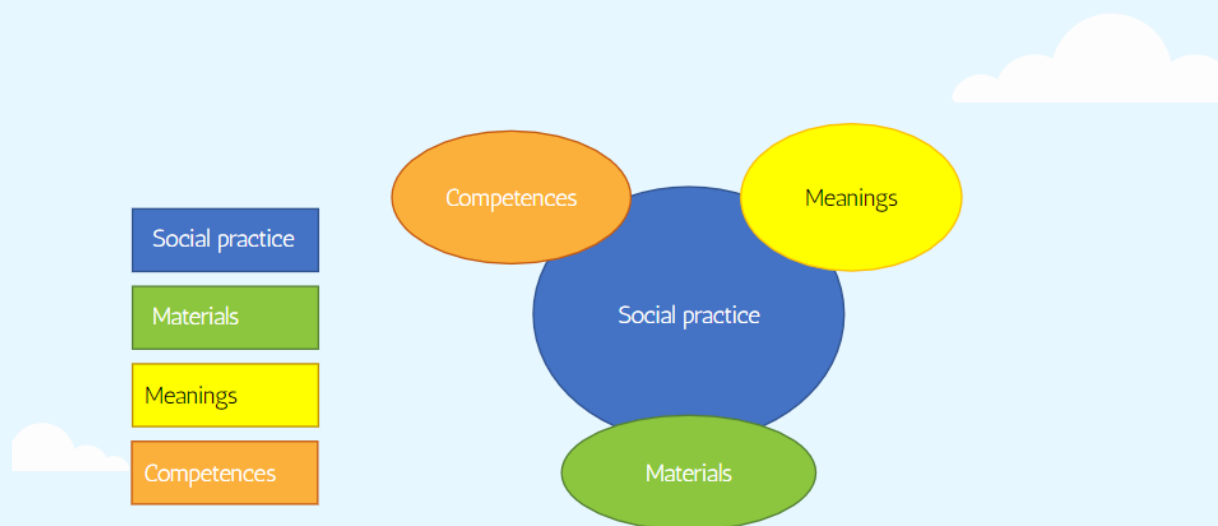 Social practice
Materials
Meanings
Competences
Competences
Meanings
Social practice
Materials